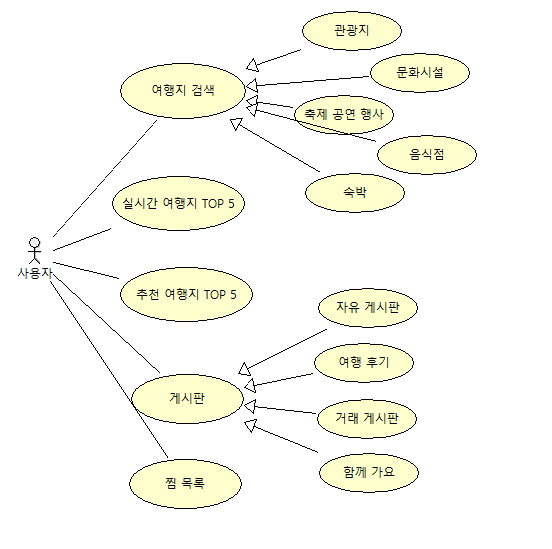 관광지
문화시설
여행지 검색
축제 공연 행사
음식점
숙박
실시간 여행지 TOP 5
사용자
추천 여행지 TOP 5
자유 게시판
여행 후기
게시판
거래 게시판
함께 가요
찜 목록